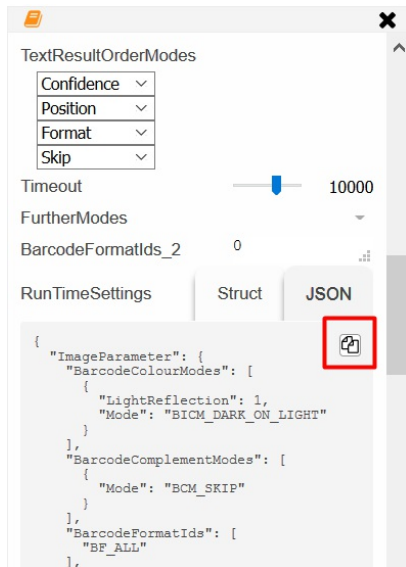 TextResultOrderModes
Confidence
Position
Format
Skip
Timeout 10000
FurtherModes
BarcodeFormatIds_2 0
RunTimeSettings Struct JSON
{
"ImageParameter": {
"BarcodeColourModes": [
{
"LightReflection": 1,
"Mode": "BICM_DARK_ON_LIGHT"
}
],
"BarcodeComplementModes": [
{
"Mode": "BCM_SKIP"
}
],
"BarcodeFormatIds": [
"BF_ALL"
],